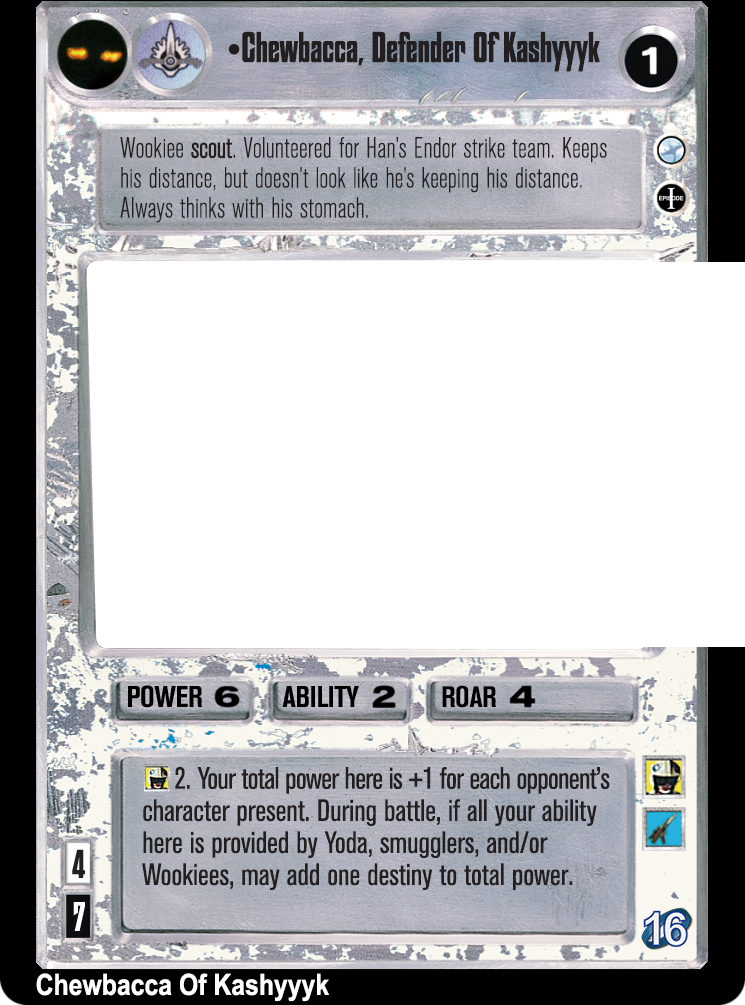 •Chewbacca, Defender Of Kashyyyk
1
Wookiee scout. Volunteered for Han's Endor strike team. Keeps
his distance, but doesn't look like he's keeping his distance.
Always thinks with his stomach.
EPISODE I
POWER 6
ABILITY 2
ROAR 4
2. Your total power here is +1 for each opponent's
character present. During battle, if all your ability
here is provided by Yoda, smugglers, and/or
Wookiees, may add one destiny to total power.
4
7
16
Chewbacca Of Kashyyyk